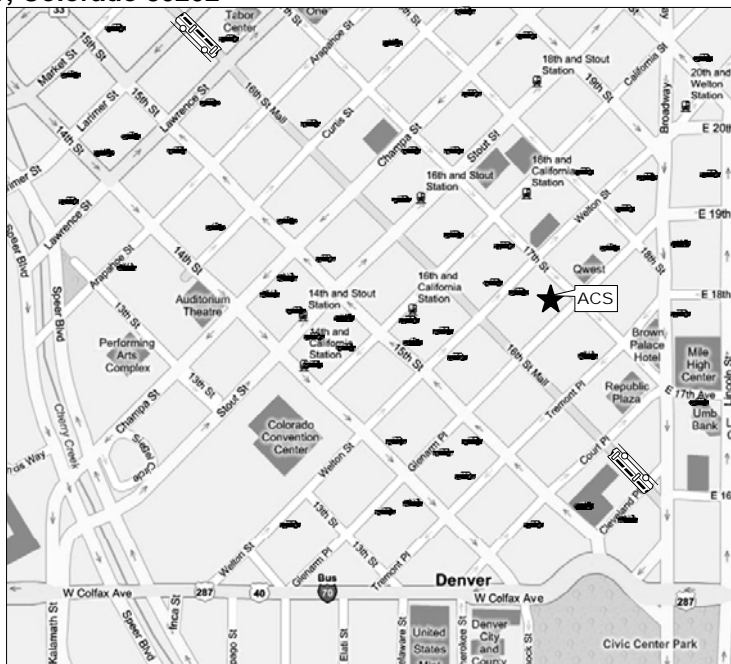 , Colorado 80202
33
Tabor
Center
One
15th St
Market St
Larimer St
15th St
14th St
Lawrence St
16th St Mall
Arapahoe St
Curtis St
Champa St
18th and Stout
Station
19th St
California St
Broadway
20th and
Welton
Station
E 20th
Stout St
16th and Stout
Station
16th and
California
Station
Welton St
E 19th
18th St
17th St
Qwest
ACS
E 18th
Lawrence St
Speer Blvd
Speer Blvd
Arapahoe St
14th St
13th St
Auditorium
Theatre
Performing
Arts
Complex
14th and Stout
Station
14th and
California
Station
16th and
California
Station
15th St
16th St Mall
Brown
Palace
Hotel
Mile
High
Center
Lincoln St
Republic
Plaza
E 17th Ave
Umb
Bank
Tremont Pl
Court Pl
Cleveland Pl
E 16
13th St
Stout St
Champa St
Cherry Creek
Colorado
Convention
Center
Glenarm Pl
Welton St
13th St
13th St
Welton St
Glenarm Pl
Tremont Pl
Bus
70
Denver
W Colfax Ave
287
40
W Colfax Ave
287
Kalamath St
Speer Blvd
Elati St
United
States
Denver
City
and
County
Civic Center Park